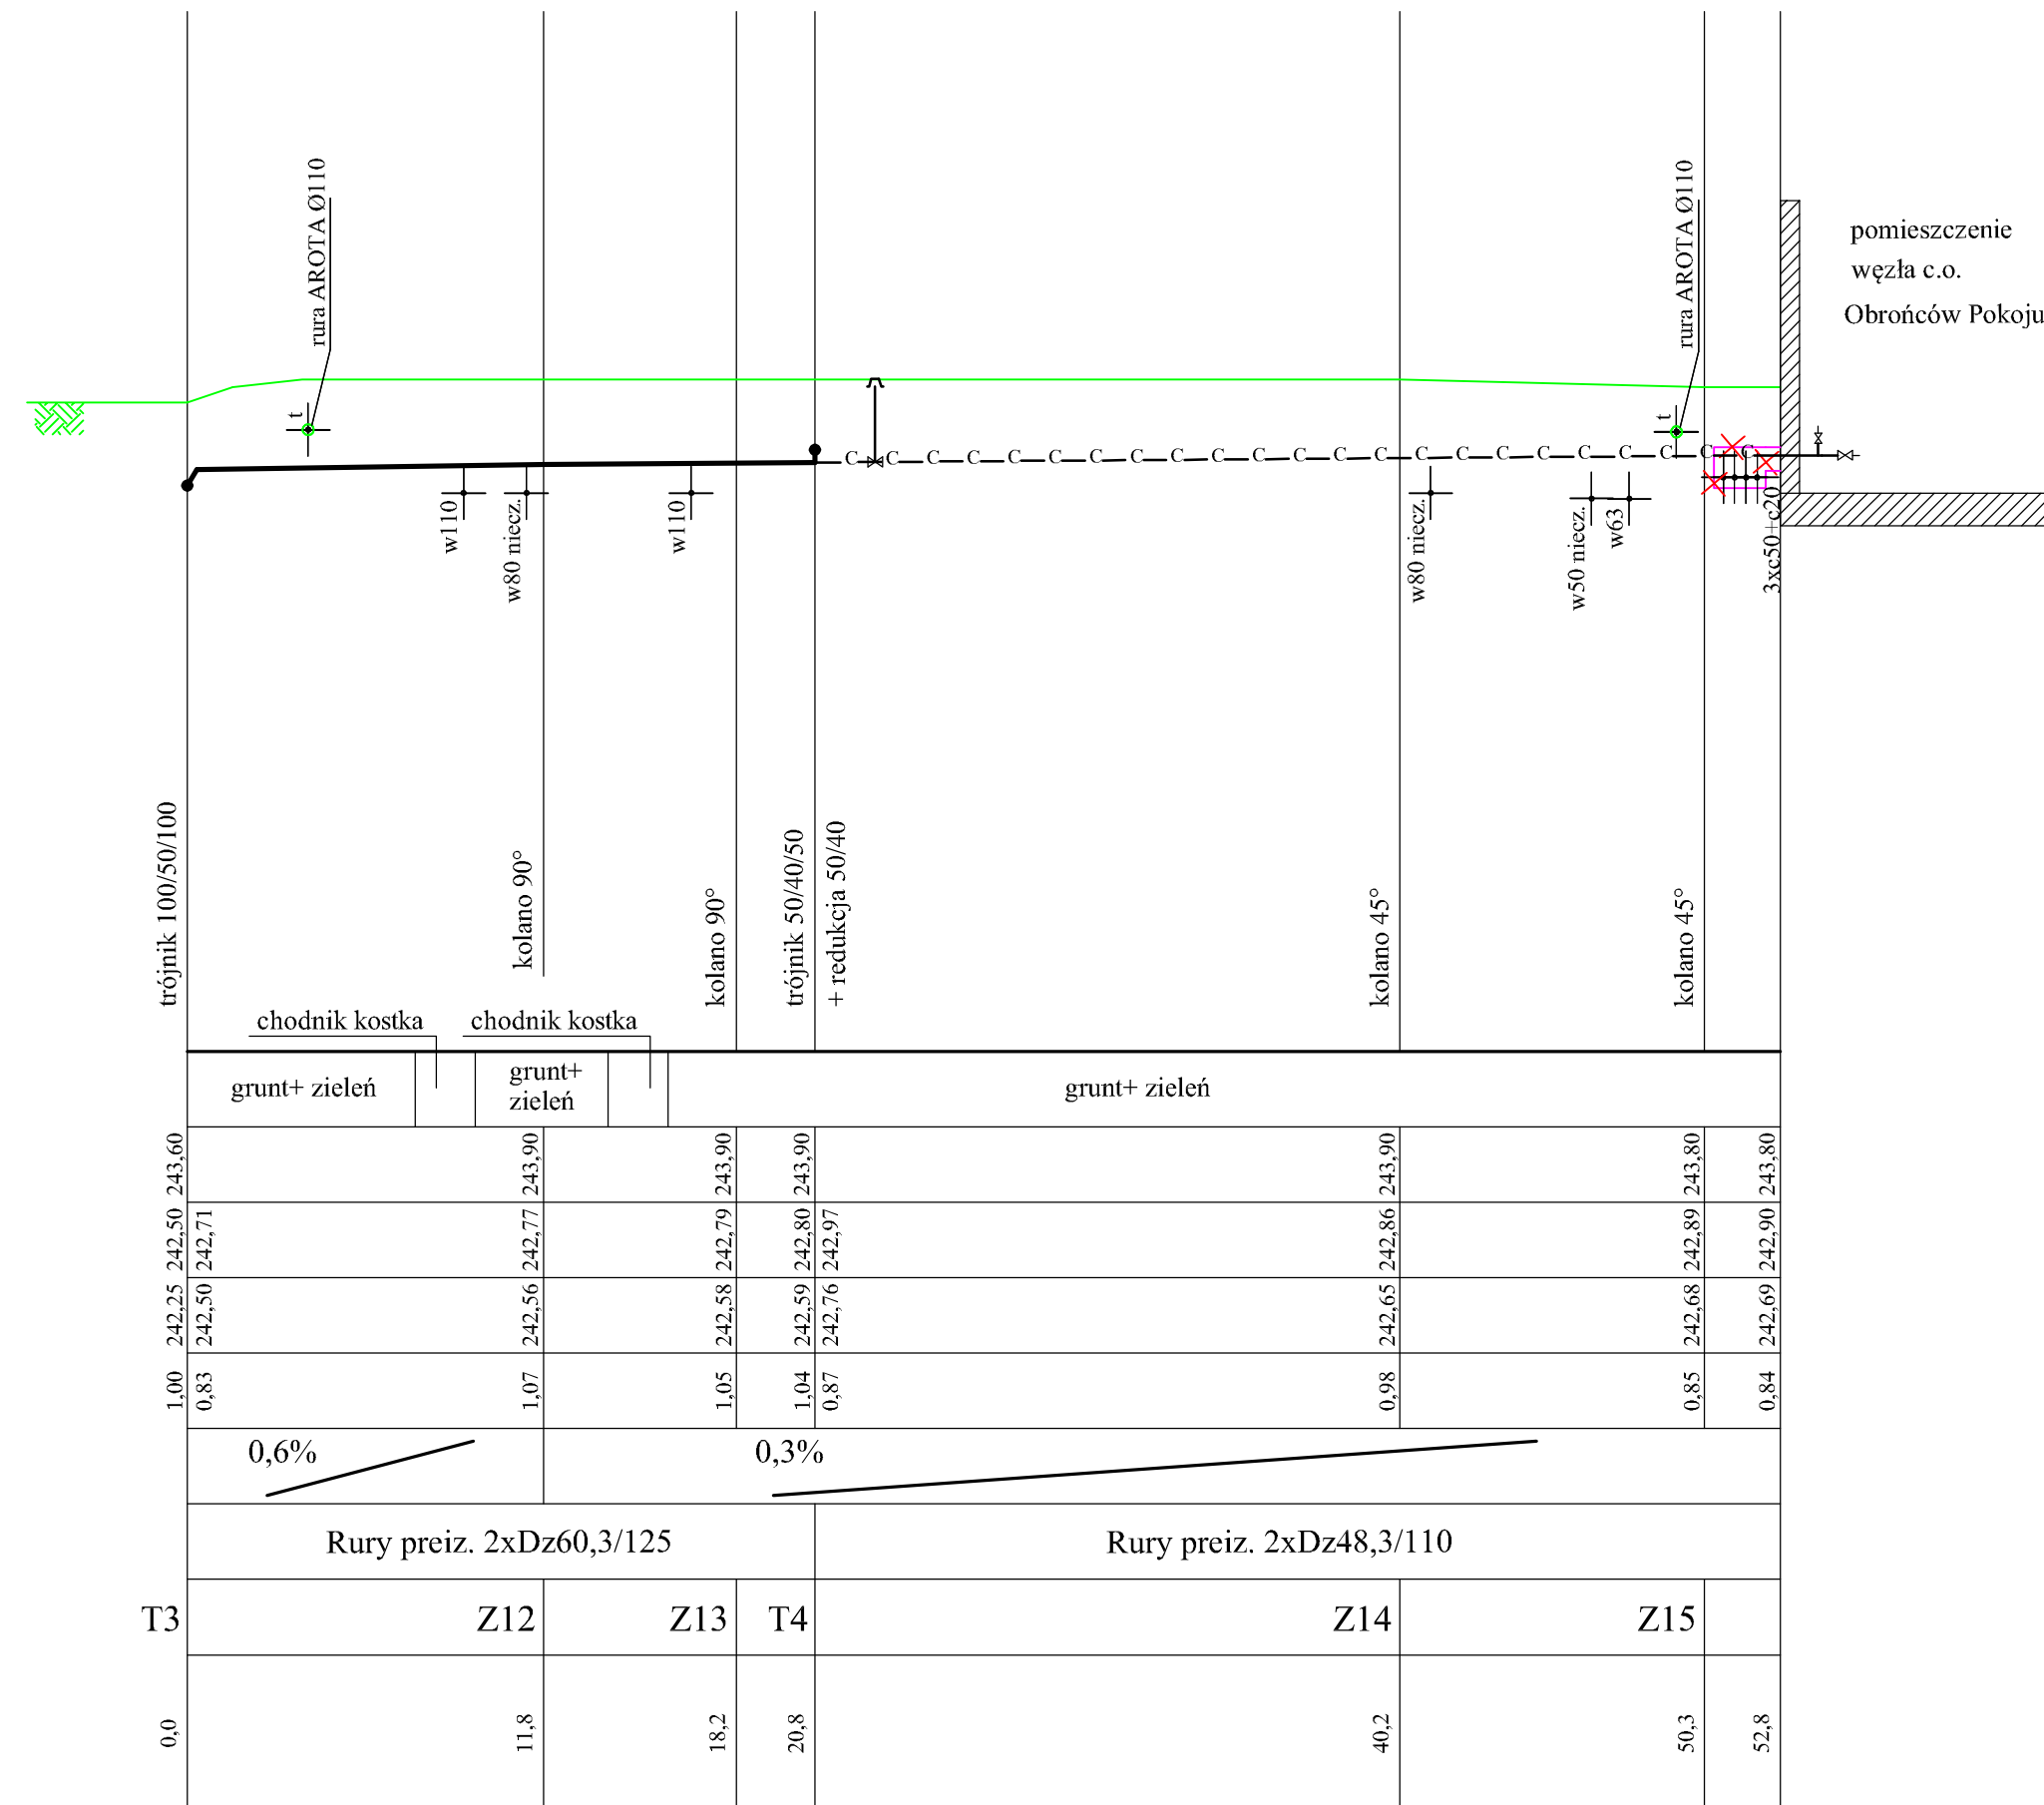 rura AROTA Ø110
rura AROTA Ø110
pomieszczenie
węzła c.o.
Obrońców Pokoju
t
t
C C C C C C C C C C C C C C C C C C C C C C C
w110
w80 niecz.
w110
w80 niecz.
w50 niecz.
w63
3xc50+c20
trójnik 100/50/100
kolano 90°
kolano 90°
trójnik 50/40/50
+ redukcja 50/40
kolano 45°
kolano 45°
chodnik kostka
chodnik kostka
grunt+ zieleń
grunt+
zieleń
grunt+ zieleń
243,60 243,90 243,90 243,90 243,90 243,80 243,80
242,50 242,71 242,77 242,79 242,80 242,97 242,86 242,89 242,90
242,25 242,50 242,56 242,58 242,59 242,76 242,65 242,68 242,69
1,00 0,83 1,07 1,05 1,04 0,87 0,98 0,85 0,84
0,6% 0,3%
Rury preiz. 2xDz60,3/125 Rury preiz. 2xDz48,3/110
T3 Z12 Z13 T4 Z14 Z15
0,0 11,8 18,2 20,8 40,2 50,3 52,8